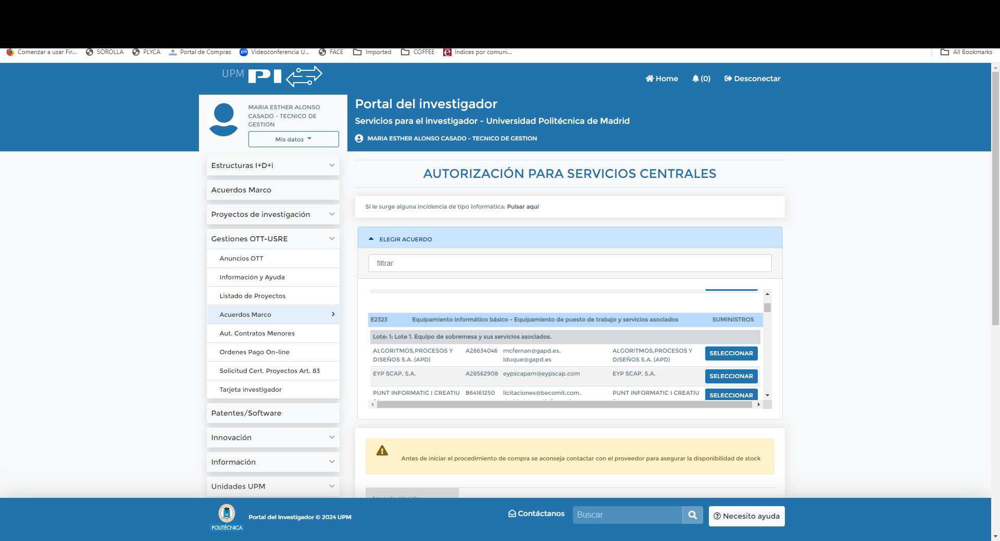 Comenzar a usar Fir...
SOROLLA
PLYCA
Portal de Compras
zm
Videoconferencia U...
FACE
Imported
COFFEE
Índices por comuni...
All Bookmarks
UPM PI
Home
(0)
Desconectar
MARIA ESTHER ALONSO
CASADO - TECNICO DE
GESTION
Mis datos
Portal del investigador
Servicios para el investigador - Universidad Politécnica de Madrid
MARIA ESTHER ALONSO CASADO - TECNICO DE GESTION
Estructuras I+D+i
Acuerdos Marco
Proyectos de investigación
Gestiones OTT-USRE
Anuncios OTT
Información y Ayuda
Listado de Proyectos
Acuerdos Marco
Aut. Contratos Menores
Ordenes Pago On-line
Solicitud Cert. Proyectos Art. 83
Tarjeta investigador
Patentes/Software
Innovación
Información
Unidades UPM
AUTORIZACIÓN PARA SERVICIOS CENTRALES
Si le surge alguna incidencia de tipo informática: Pulsar aquí
ELEGIR ACUERDO
filtrar
E2323 Equipamiento informático básico - Equipamiento de puesto de trabajo y servicios asociados SUMINISTROS
Lote: 1: Lote 1. Equipo de sobremesa y sus servicios asociados.
ALGORITMOS,PROCESOS Y A28634046 mcfernan@gapd.es, ALGORITMOS,PROCESOS Y SELECCIONAR
DISEÑOS S.A. (APD) lduque@gapd.es DISEÑOS S.A. (APD)
EYP SCAP, S.A. A28562908 eypscapam@eypscap.com EYP SCAP, S.A. SELECCIONAR
PUNT INFORMATIC I CREATIU B64161250 licitaciones@becomit.com, PUNT INFORMATIC I CREATIU SELECCIONAR
Antes de iniciar el procedimiento de compra se aconseja contactar con el proveedor para asegurar la disponibilidad de stock
POLITÉCNICA
Portal del Investigador © 2024 UPM
Contáctanos
Buscar
Necesito ayuda